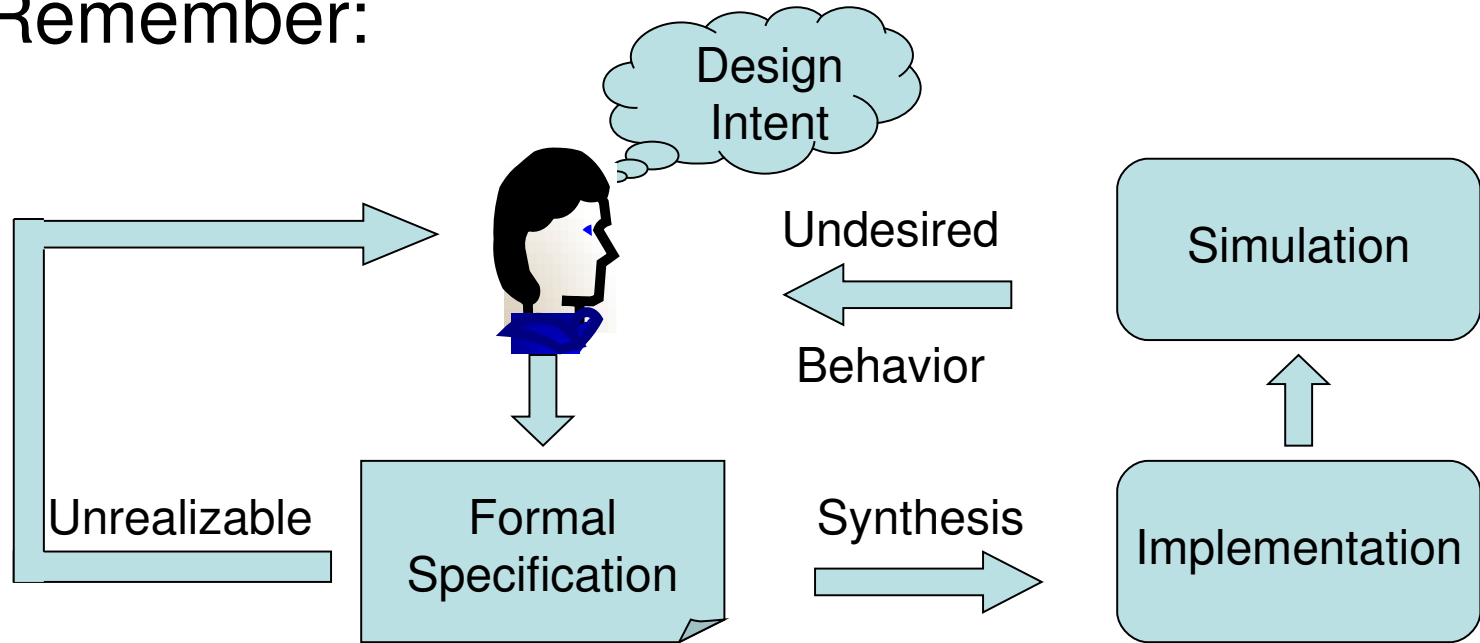 Remember:
Design
Intent
Undesired
Behavior
Simulation
Unrealizable
Formal
Specification
Synthesis
Implementation